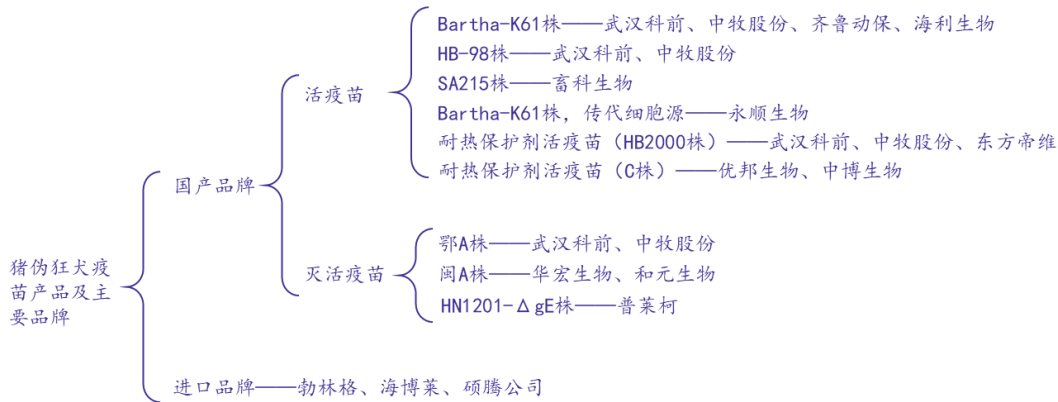 猪伪狂犬疫
苗产品及主
要品牌
国产品牌
活疫苗
Bartha-K61株——武汉科前、中牧股份、齐鲁动保、海利生物
HB-98株——武汉科前、中牧股份
SA215株——畜科生物
Bartha-K61株，传代细胞源——永顺生物
耐热保护剂活疫苗（HB2000株）——武汉科前、中牧股份、东方帝维
耐热保护剂活疫苗（C株）——优邦生物、中博生物
灭活疫苗
鄂A株——武汉科前、中牧股份
闽A株——华宏生物、和元生物
HN1201-ΔgE株——普莱柯
进口品牌——勃林格、海博莱、硕腾公司